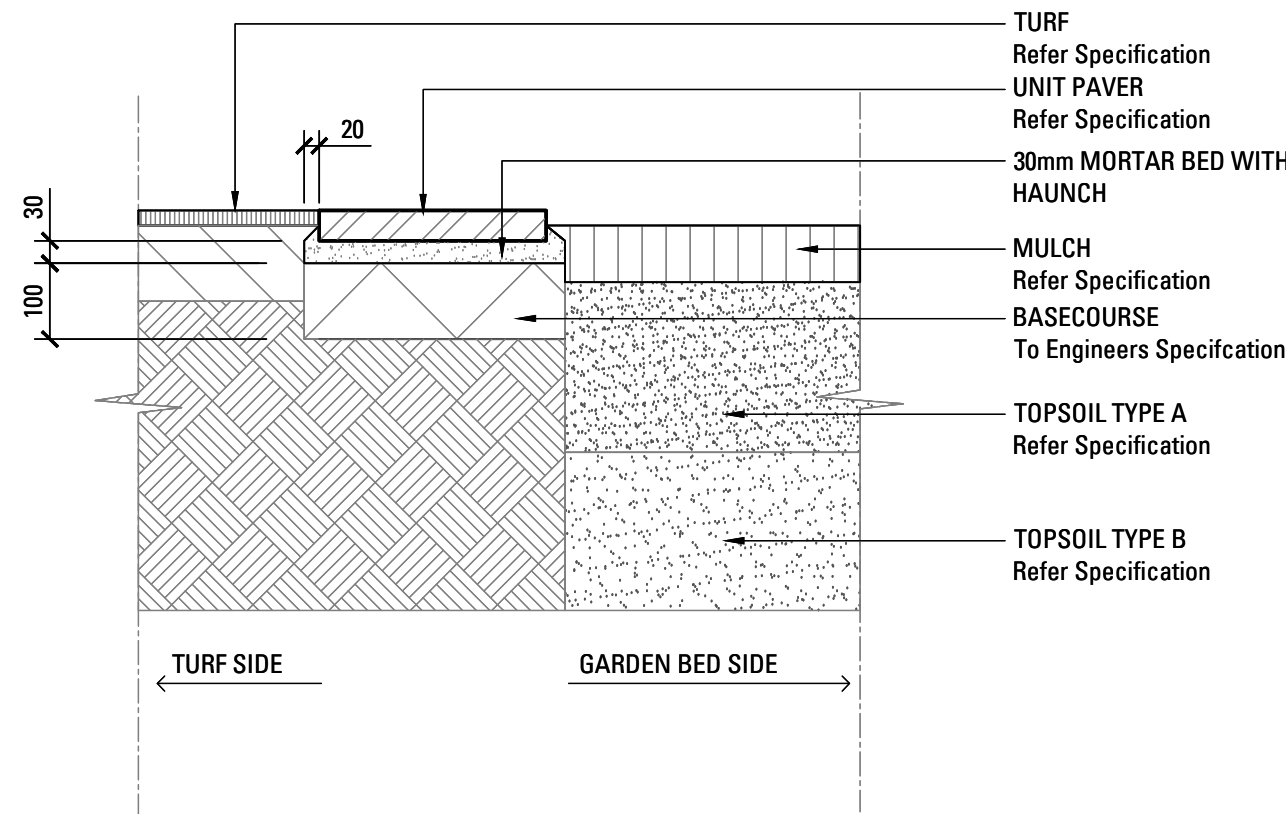 TURF
Refer Specification
UNIT PAVER
Refer Specification
20
30mm MORTAR BED WITH
HAUNCH
30
MULCH
Refer Specification
100
BASECOURSE
To Engineers Specifcation
TOPSOIL TYPE A
Refer Specification
TOPSOIL TYPE B
Refer Specification
TURF SIDE
GARDEN BED SIDE